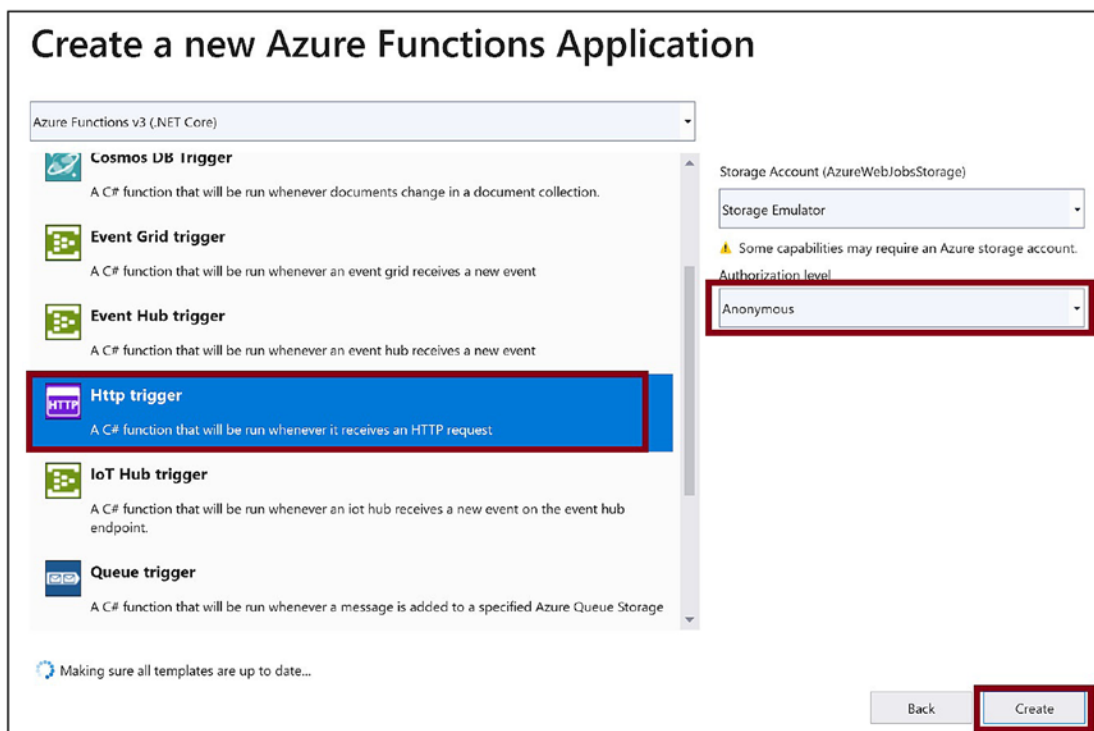 Create a new Azure Functions Application
Azure Functions v3 (.NET Core)
Cosmos DB Trigger
A C# function that will be run whenever documents change in a document collection.
Event Grid trigger
A C# function that will be run whenever an event grid receives a new event
Event Hub trigger
A C# function that will be run whenever an event hub receives a new event
HTTP
Http trigger
A C# function that will be run whenever it receives an HTTP request
IoT Hub trigger
A C# function that will be run whenever an iot hub receives a new event on the event hub
endpoint.
Queue trigger
A C# function that will be run whenever a message is added to a specified Azure Queue Storage
Storage Account (AzureWebJobsStorage)
Storage Emulator
Some capabilities may require an Azure storage account.
Authorization level
Anonymous
Making sure all templates are up to date...
Back
Create